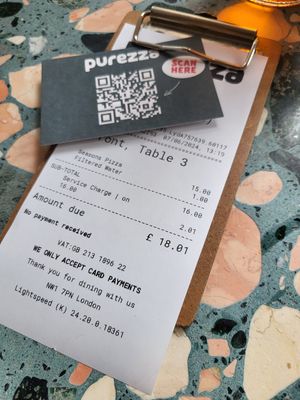 purezza
SCAN
HERE
zza
07/06/2024, 13:19
ont, Table 3
Seasons Pizza 15.00
Filtered Water 1.00
SUB-TOTAL 16.00
Service Charge / on
16.00 2.01
Amount due £ 18.01
No payment received
VAT:GB 213 1896 22
WE ONLY ACCEPT CARD PAYMENTS
Thank you for dining with us
NW1 7PN London
Lightspeed (K) 24.20.0.18361